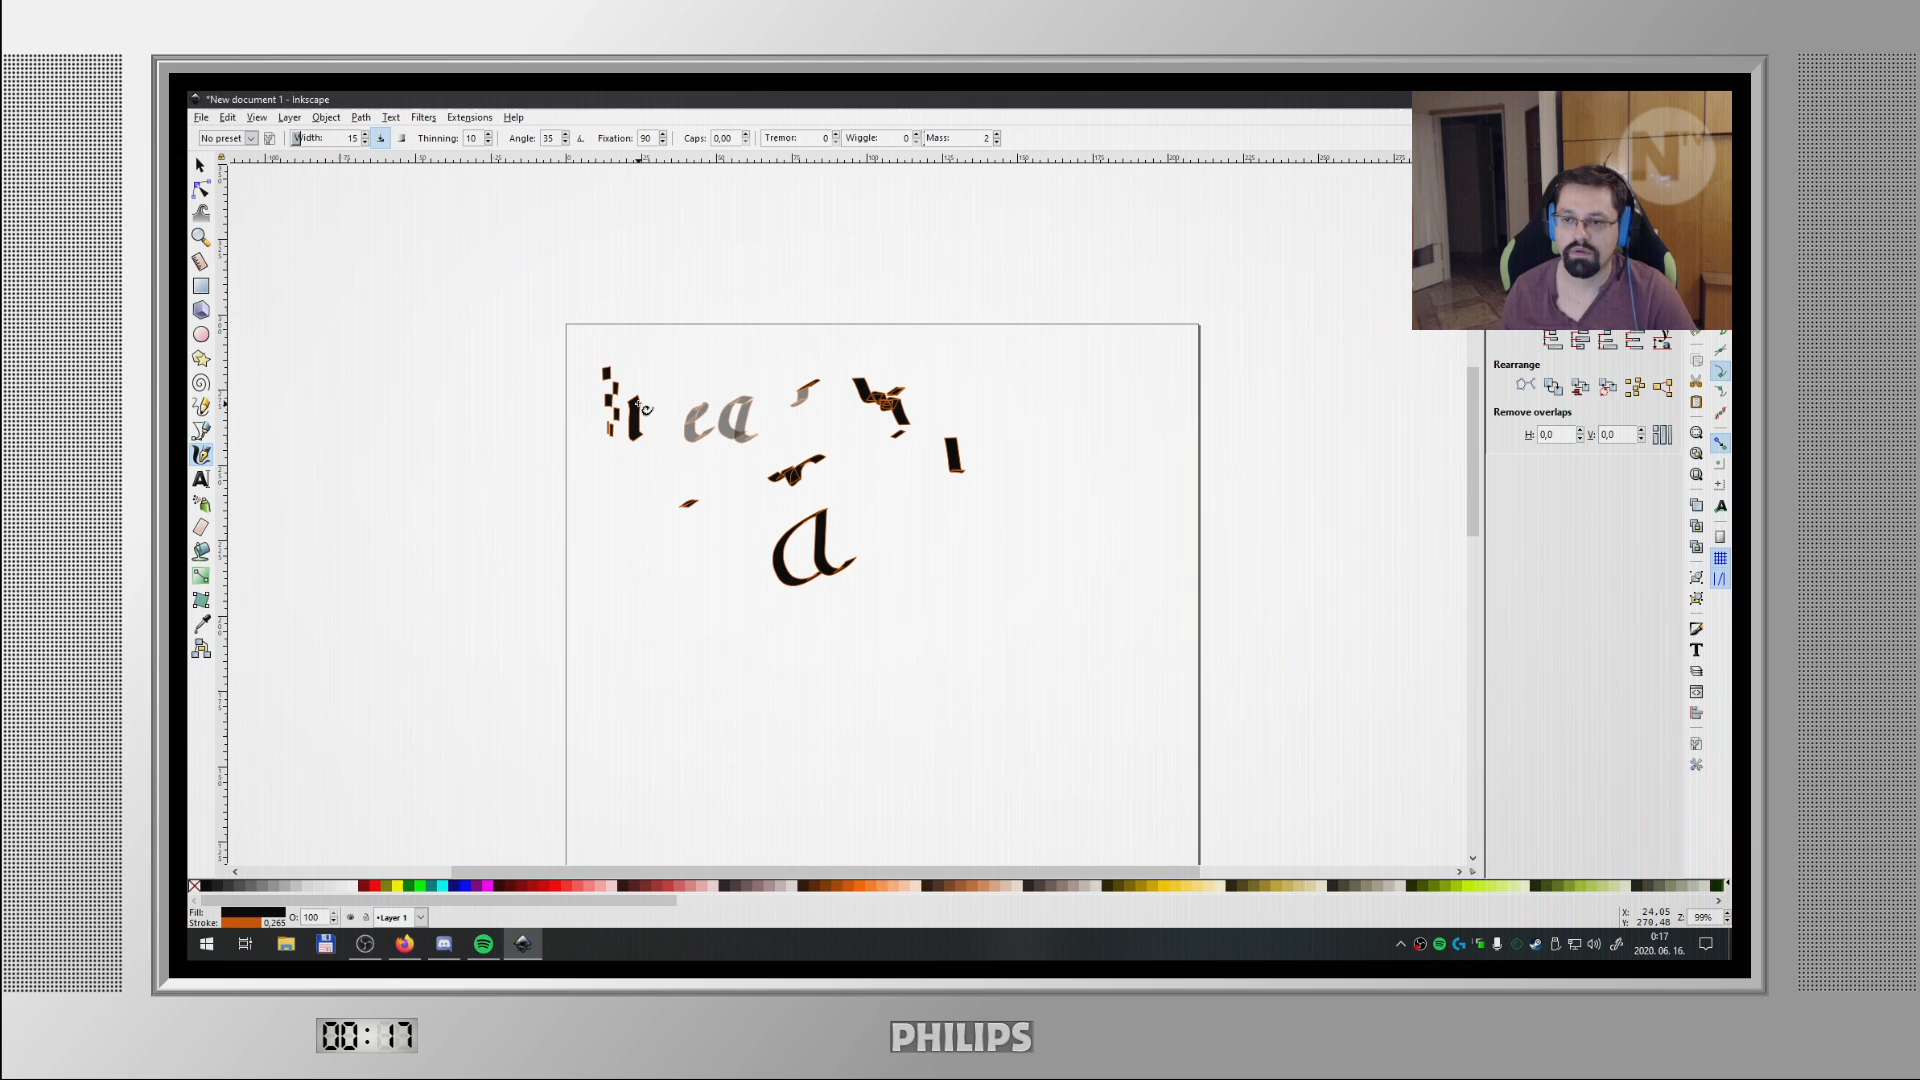 *New document 1 - Inkscape
File Edit View Layer Object Path Text Filters Extensions Help
No preset Width: 15 Thinning: 10 Angle: 35 Fixation: 90 Caps: 0,00 Tremor: 0 Wiggle: 0 Mass: 2
N TV
ea
a
Rearrange
Remove overlaps
H: 0,0 V: 0,0
Fill:
Stroke: 0,265 O: 100 •Layer 1
X: 24,05
Y: 270,48 Z: 99%
0:17
2020. 06. 16.
00:17
PHILIPS